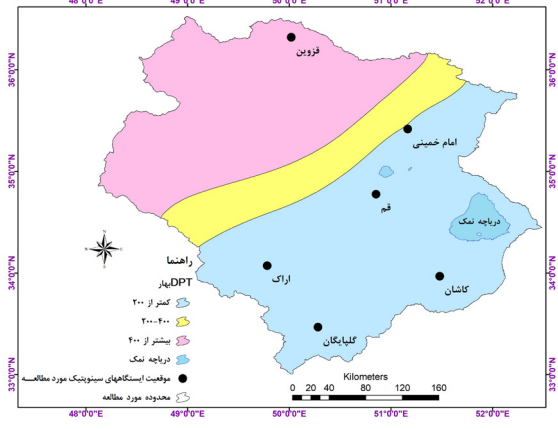 48°0'0"E 49°0'0"E 50°0'0"E 51°0'0"E 52°0'0"E
36°0'0"N
35°0'0"N
34°0'0"N
33°0'0"N
36°0'0"N
35°0'0"N
34°0'0"N
33°0'0"N
قزوین
امام خمینی
قم
دریاچه نمک
اراک
کاشان
گلپایگان
راهنما
DPTبهار
کمتر از ۲۰۰
۲۰۰-۴۰۰
بیشتر از ۴۰۰
دریاچه نمک
موقعیت ایستگاههای سینوپتیک مورد مطالعه
محدوده مورد مطالعه
Kilometers
0 20 40 80 120 160
48°0'0"E 49°0'0"E 50°0'0"E 51°0'0"E 52°0'0"E